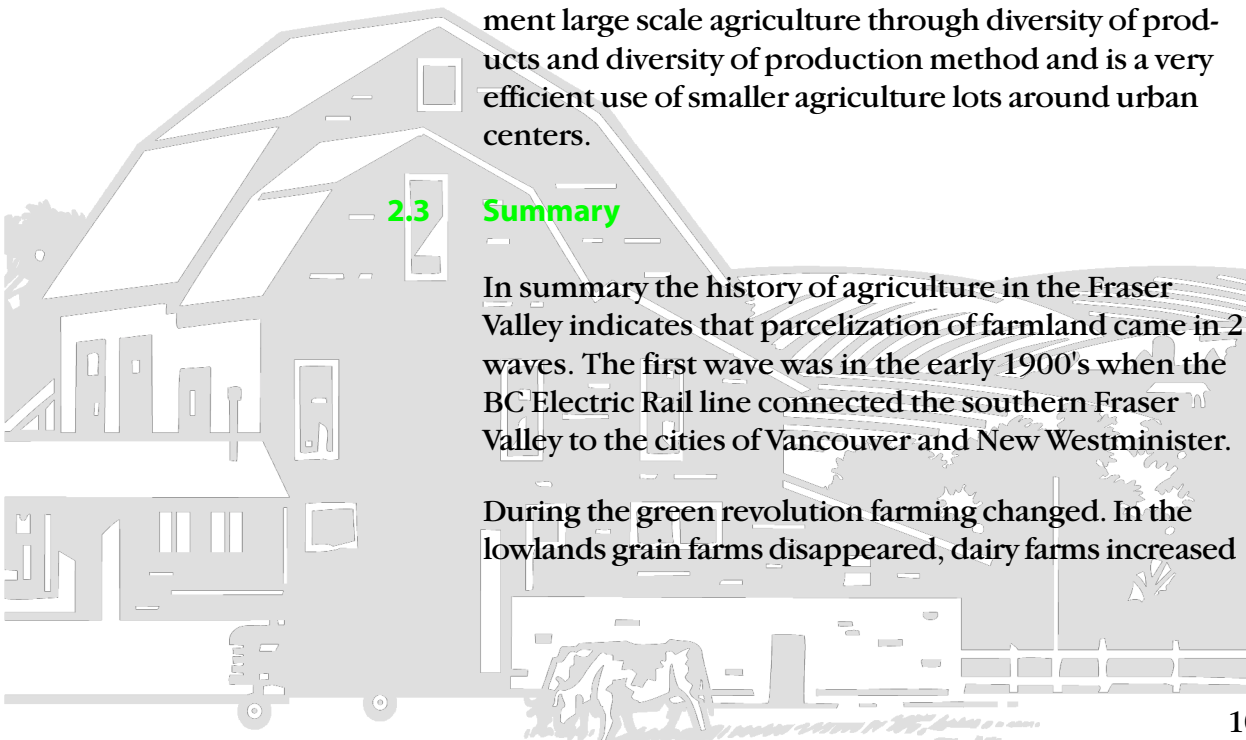 ment large scale agriculture through diversity of prod-
ucts and diversity of production method and is a very
efficient use of smaller agriculture lots around urban
centers.
2.3 Summary
In summary the history of agriculture in the Fraser
Valley indicates that parcelization of farmland came in 2
waves. The first wave was in the early 1900's when the
BC Electric Rail line connected the southern Fraser
Valley to the cities of Vancouver and New Westminister.
During the green revolution farming changed. In the
lowlands grain farms disappeared, dairy farms increased